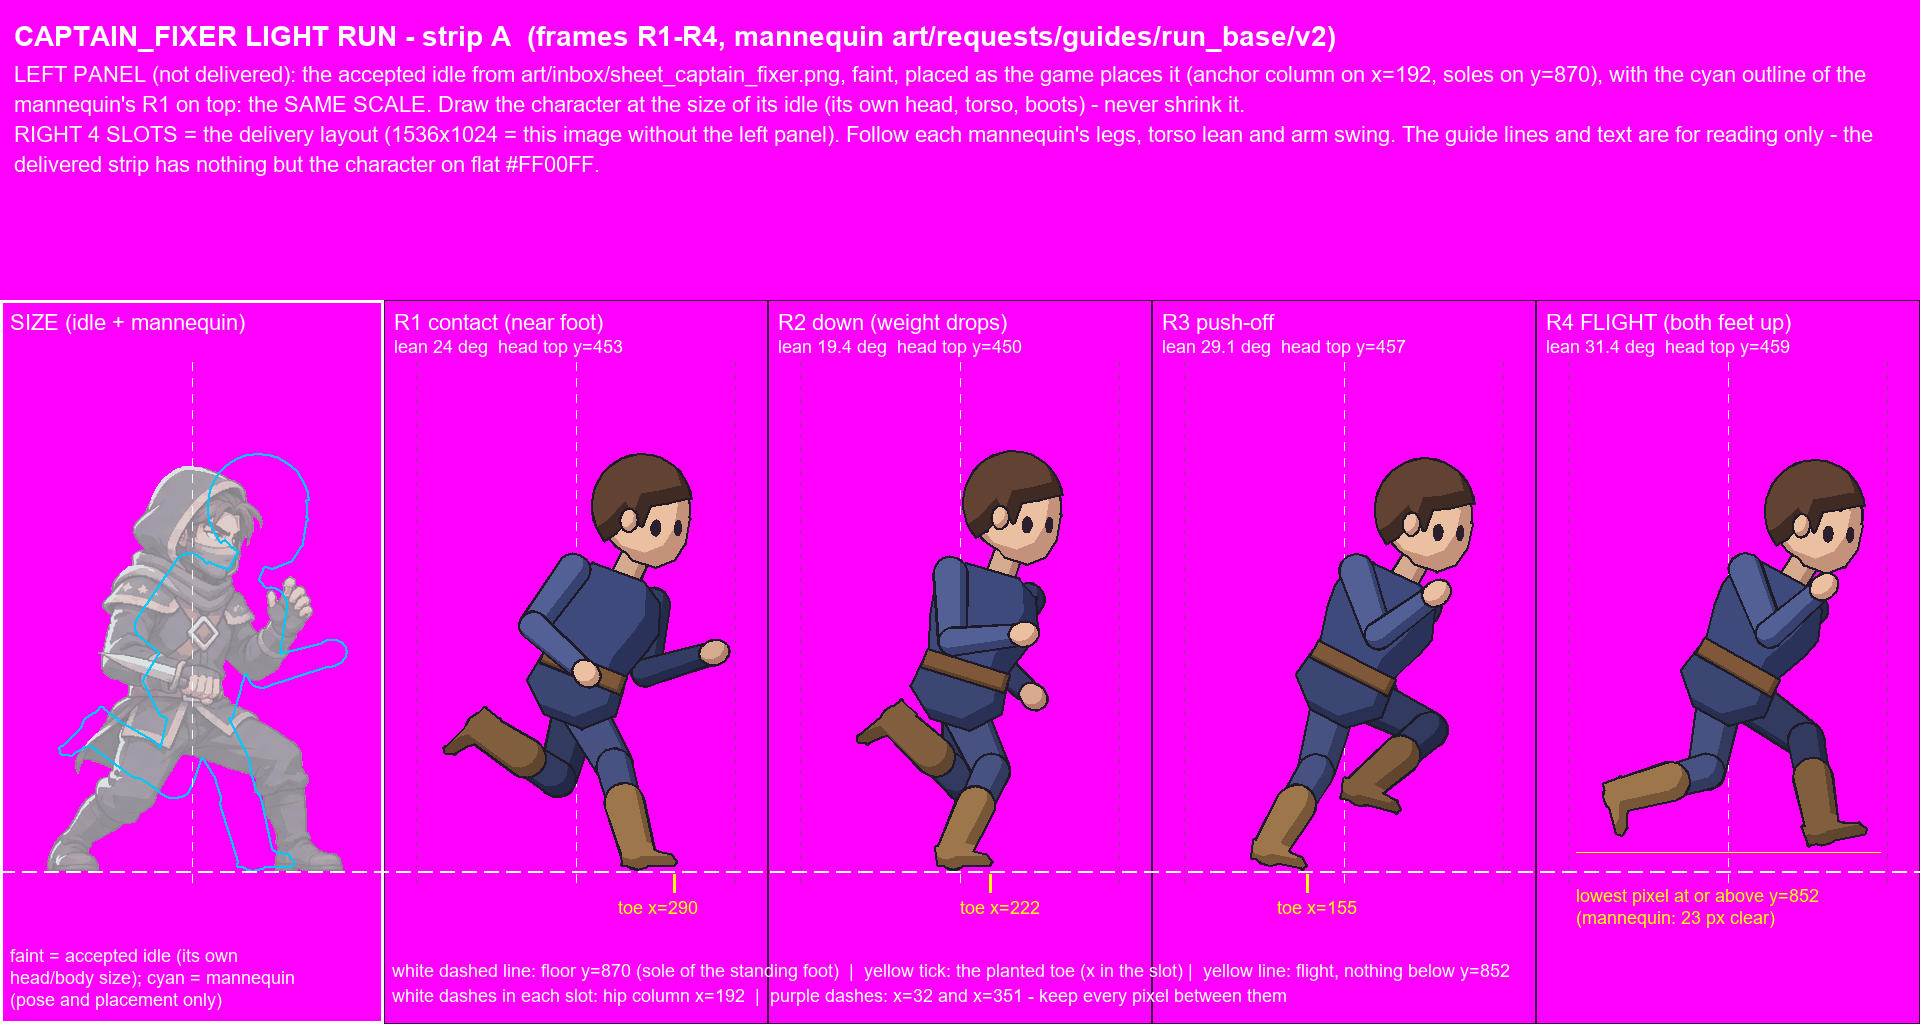 CAPTAIN_FIXER LIGHT RUN - strip A  (frames R1-R4, mannequin art/requests/guides/run_base/v2)
LEFT PANEL (not delivered): the accepted idle from art/inbox/sheet_captain_fixer.png, faint, placed as the game places it (anchor column on x=192, soles on y=870), with the cyan outline of the
mannequin's R1 on top: the SAME SCALE. Draw the character at the size of its idle (its own head, torso, boots) - never shrink it.
RIGHT 4 SLOTS = the delivery layout (1536x1024 = this image without the left panel). Follow each mannequin's legs, torso lean and arm swing. The guide lines and text are for reading only - the
delivered strip has nothing but the character on flat #FF00FF.
SIZE (idle + mannequin)
R1 contact (near foot)
lean 24 deg  head top y=453
R2 down (weight drops)
lean 19.4 deg  head top y=450
R3 push-off
lean 29.1 deg  head top y=457
R4 FLIGHT (both feet up)
lean 31.4 deg  head top y=459
toe x=290
toe x=222
toe x=155
lowest pixel at or above y=852
(mannequin: 23 px clear)
faint = accepted idle (its own
head/body size); cyan = mannequin
(pose and placement only)
white dashed line: floor y=870 (sole of the standing foot)  |  yellow tick: the planted toe (x in the slot) |  yellow line: flight, nothing below y=852
white dashes in each slot: hip column x=192  |  purple dashes: x=32 and x=351 - keep every pixel between them